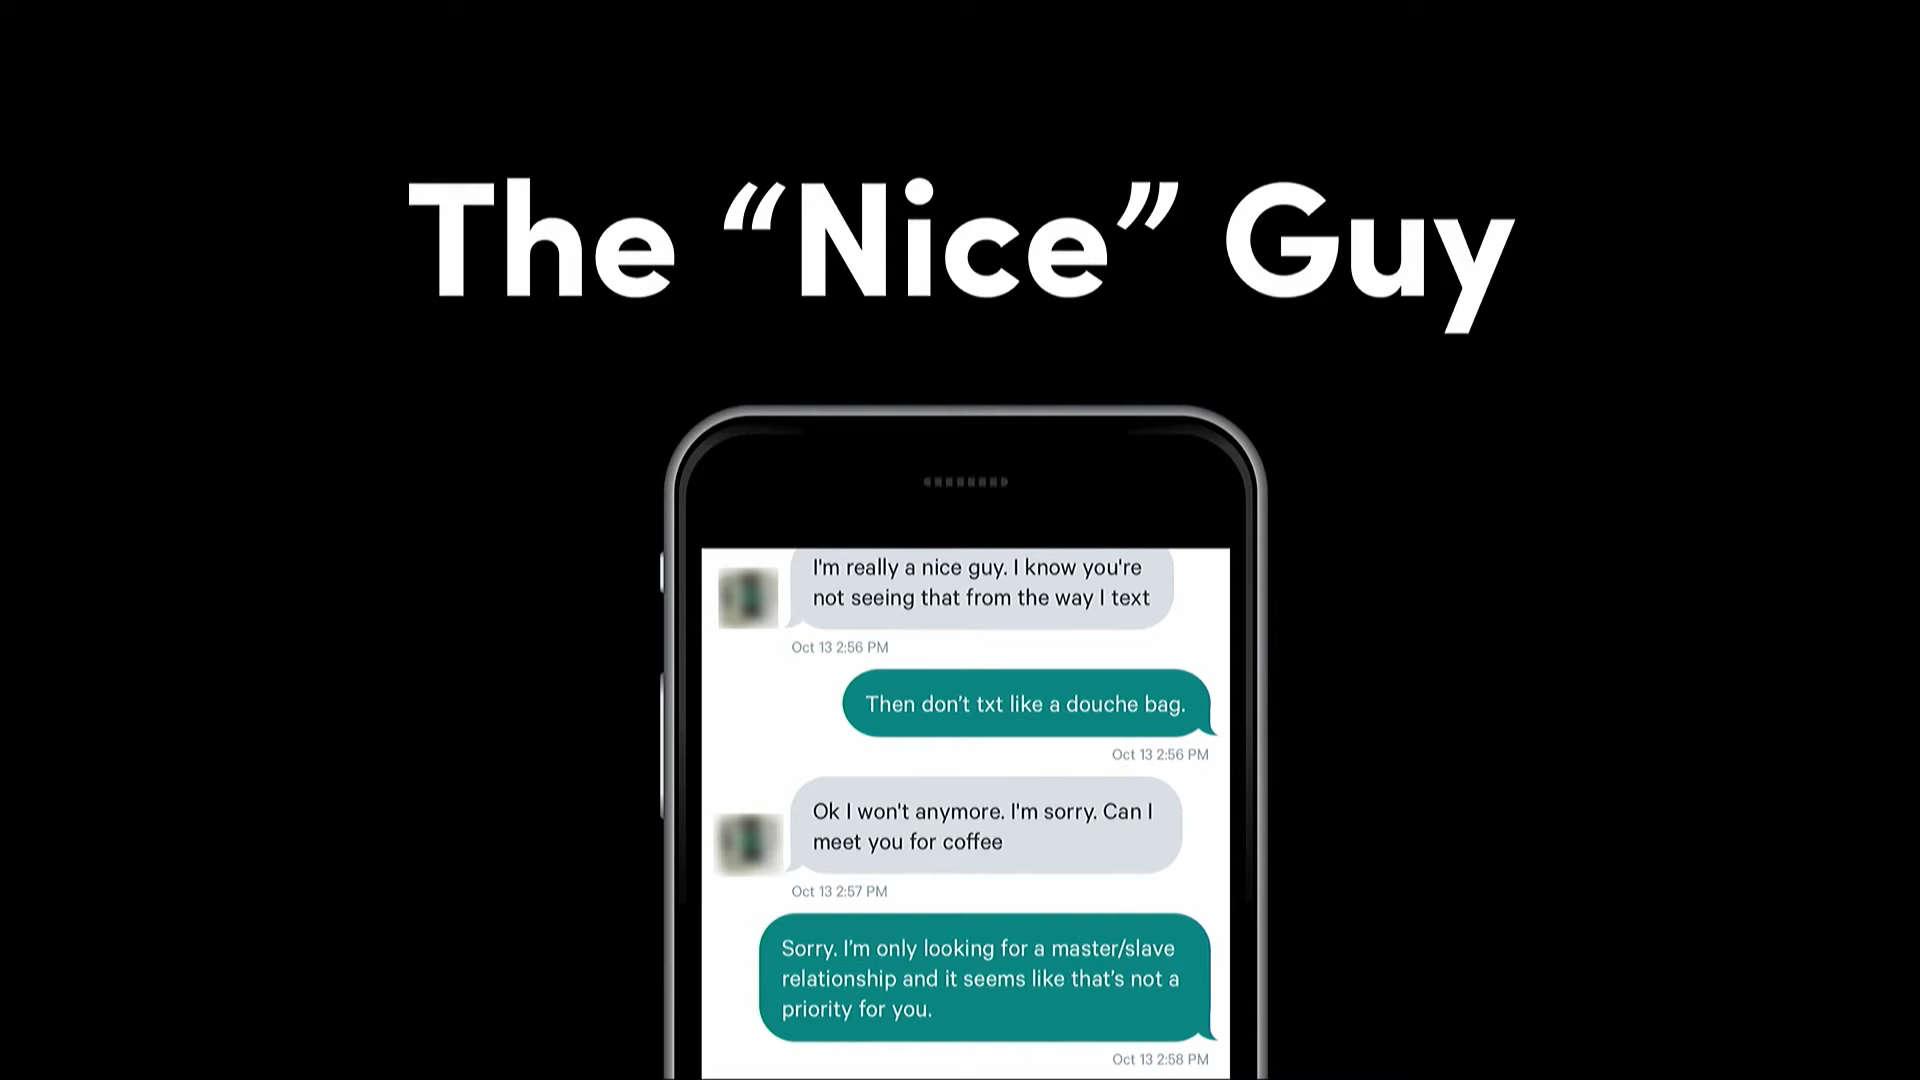 The “Nice” Guy
I'm really a nice guy. I know you're
not seeing that from the way I text
Oct 13 2:56 PM
Then don’t txt like a douche bag.
Oct 13 2:56 PM
Ok I won't anymore. I'm sorry. Can I
meet you for coffee
Oct 13 2:57 PM
Sorry. I’m only looking for a master/slave
relationship and it seems like that’s not a
priority for you.
Oct 13 2:58 PM